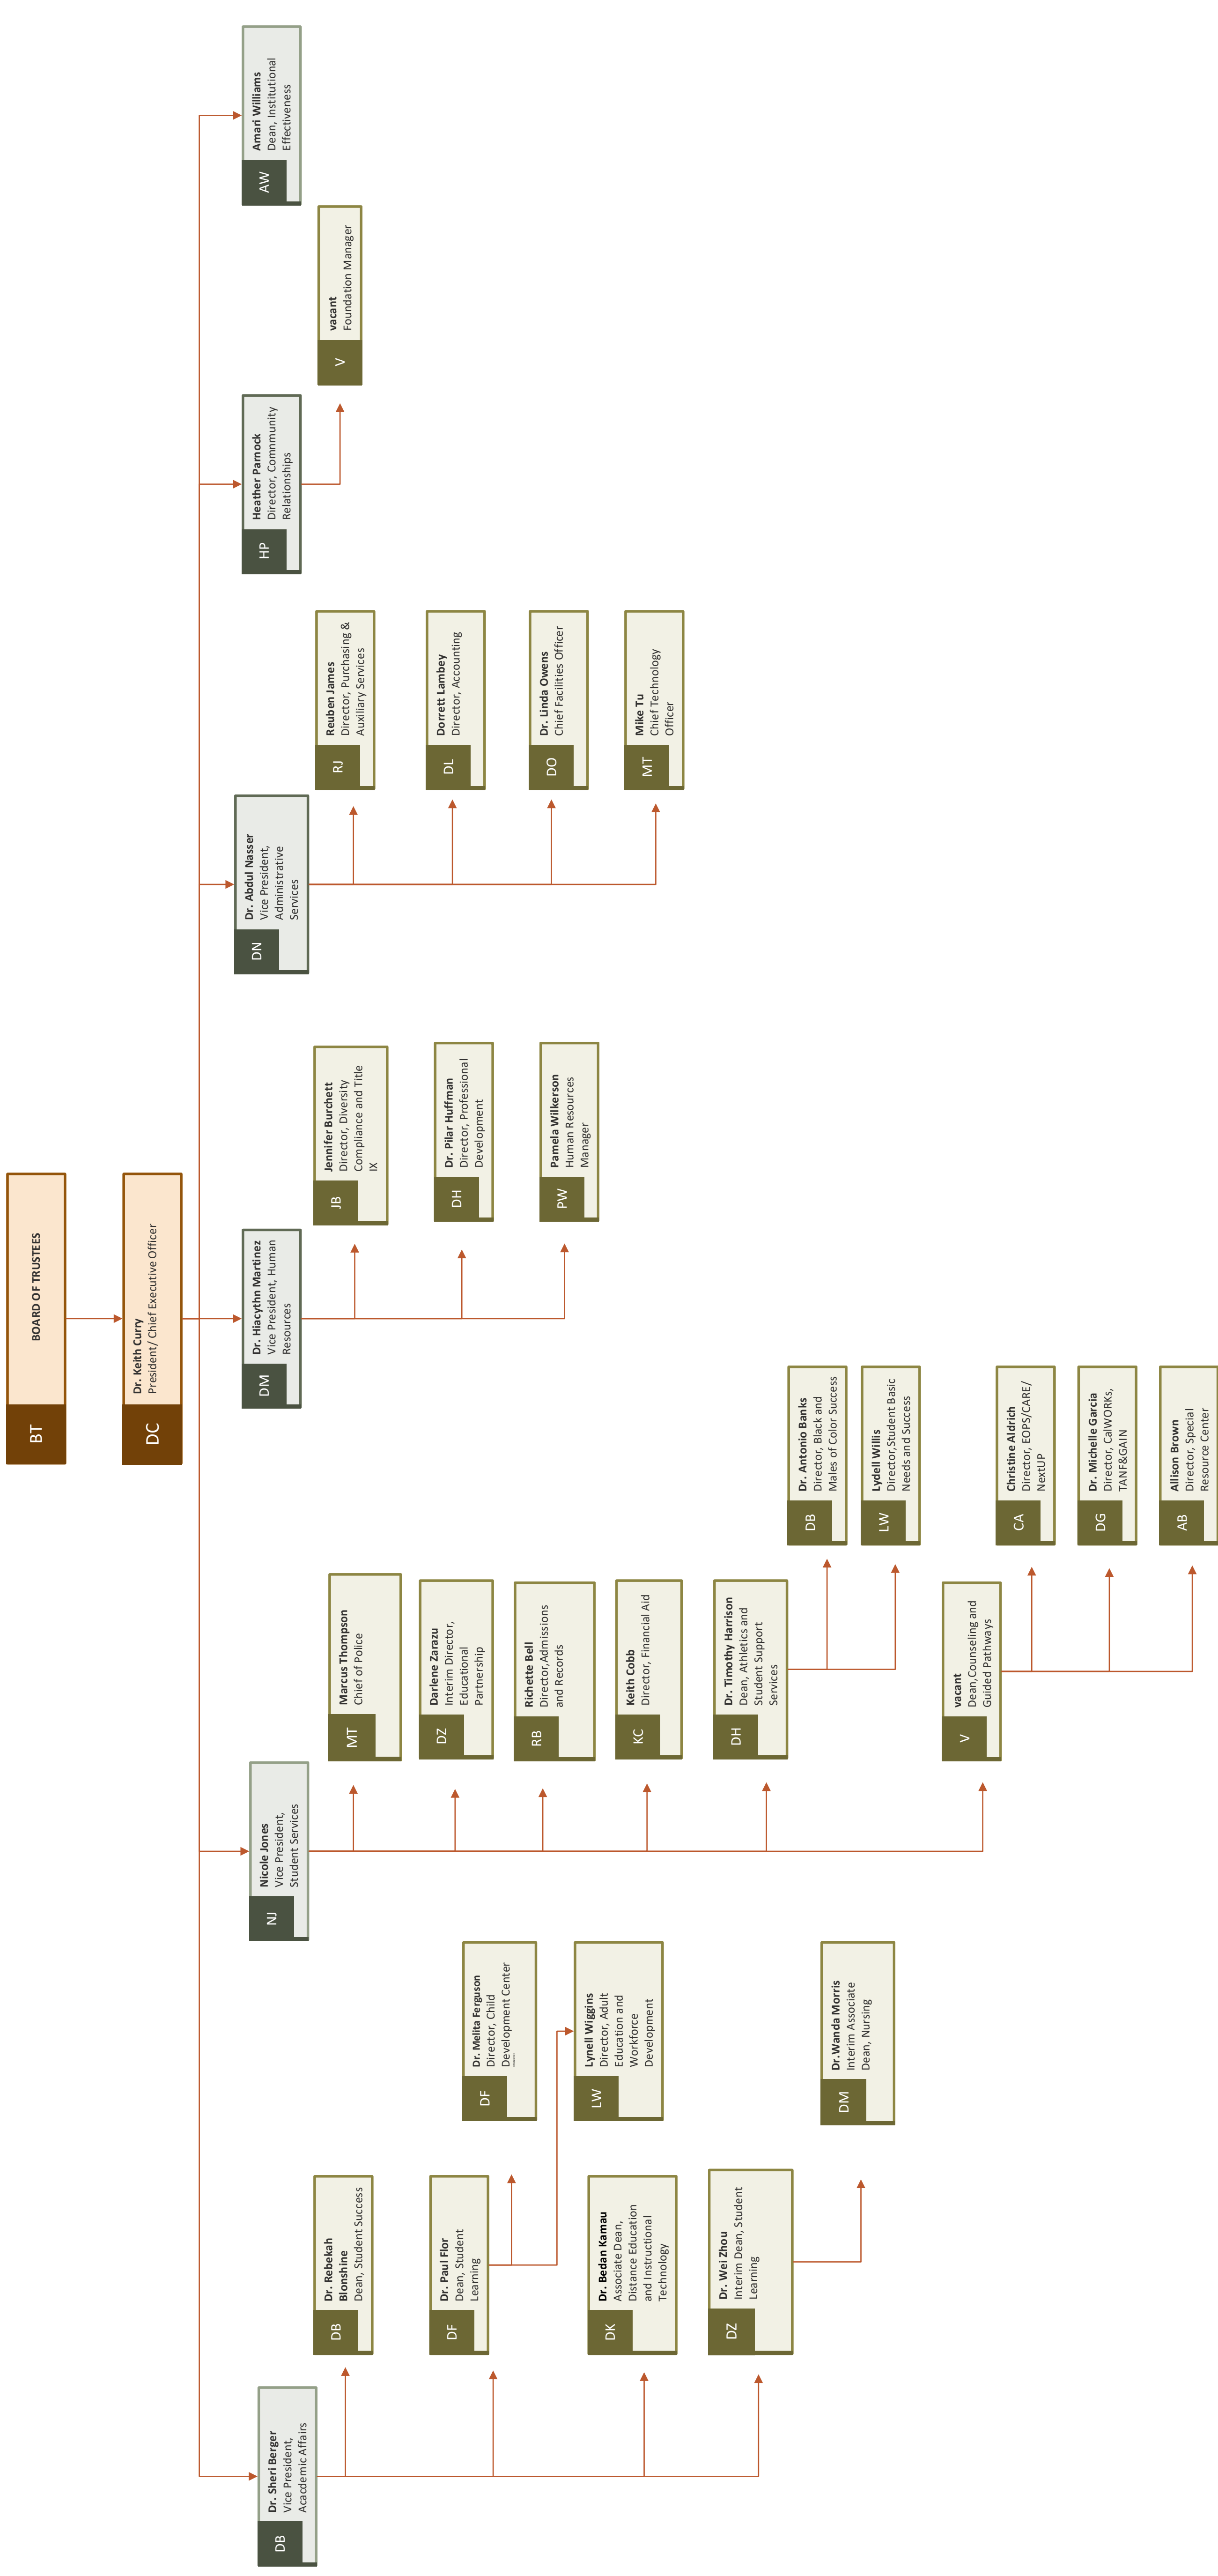 BT
BOARD OF TRUSTEES
DC
Dr. Keith Curry
President/ Chief Executive Officer
DB
Dr. Sheri Berger
Vice President,
Acacdemic Affairs
DB
Dr. Rebekah
Blonshine
Dean, Student Success
DF
Dr. Paul Flor
Dean, Student
Learning
DF
Dr. Melita Ferguson
Director, Child
Development Center
LW
Lynell Wiggins
Director, Adult
Education and
Workforce
Development
DK
Dr. Bedan Kamau
Associate Dean,
Distance Education
and Instructional
Technology
DZ
Dr. Wei Zhou
Interim Dean, Student
Learning
DM
Dr.Wanda Morris
Interim Associate
Dean, Nursing
NJ
Nicole Jones
Vice President,
Student Services
MT
Marcus Thompson
Chief of Police
DZ
Darlene Zarazu
Interim Director,
Educational
Partnership
RB
Richette Bell
Director,Admissions
and Records
KC
Keith Cobb
Director, Financial Aid
DH
Dr. Timothy Harrison
Dean, Athletics and
Student Support
Services
DB
Dr. Antonio Banks
Director, Black and
Males of Color Success
LW
Lydell Willis
Director,Student Basic
Needs and Success
V
vacant
Dean,Counseling and
Guided Pathways
CA
Christine Aldrich
Director, EOPS/CARE/
NextUP
DG
Dr. Michelle Garcia
Director, CalWORKs,
TANF&GAIN
AB
Allison Brown
Director, Special
Resource Center
DM
Dr. Hiacythn Martinez
Vice President, Human
Resources
JB
Jennifer Burchett
Director, Diversity
Compliance and Title
IX
DH
Dr. Pilar Huffman
Director, Professional
Development
PW
Pamela Wilkerson
Human Resources
Manager
DN
Dr. Abdul Nasser
Vice President,
Administrative
Services
RJ
Reuben James
Director, Purchasing &
Auxiliary Services
DL
Dorrett Lambey
Director, Accounting
DO
Dr. Linda Owens
Chief Facilities Officer
MT
Mike Tu
Chief Technology
Officer
HP
Heather Parnock
Director, Comnmunity
Relationships
V
vacant
Foundation Manager
AW
Amari Williams
Dean, Institutional
Effectiveness